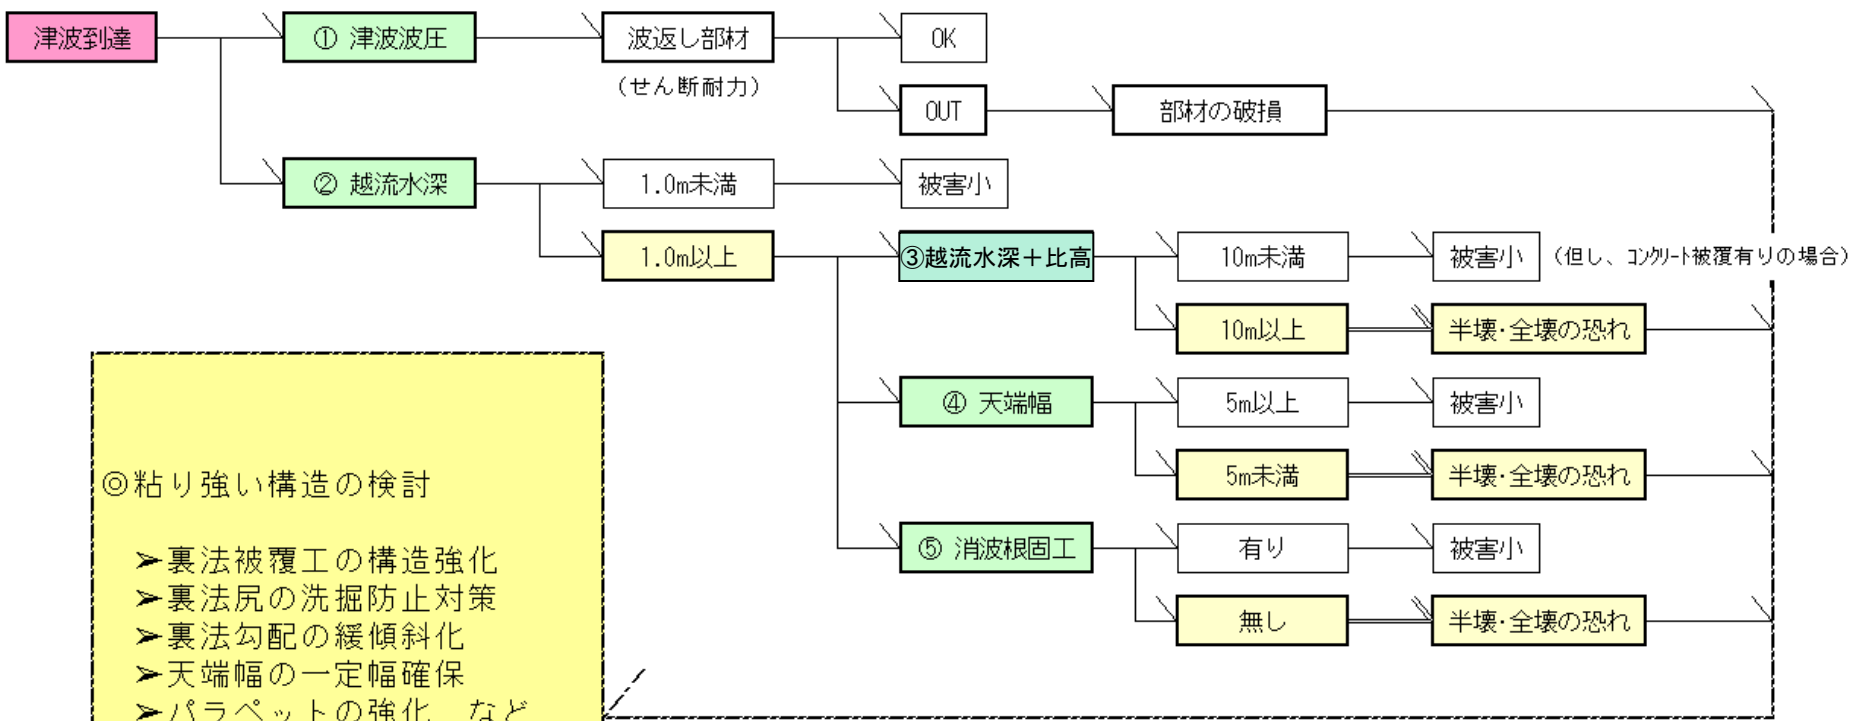 津波到達
① 津波波圧
波返し部材
OK
（せん断耐力）
OUT
部材の破損
② 越流水深
1.0m未満
被害小
1.0m以上
③越流水深＋比高
10m未満
被害小
（但し、ｺﾝｸﾘｰﾄ被覆有りの場合）
10m以上
半壊･全壊の恐れ
④ 天端幅
5m以上
被害小
5m未満
半壊･全壊の恐れ
⑤ 消波根固工
有り
被害小
無し
半壊･全壊の恐れ
◎粘り強い構造の検討
➢裏法被覆工の構造強化
➢裏法尻の洗掘防止対策
➢裏法勾配の緩傾斜化
➢天端幅の一定幅確保
➢パラペットの強化 など